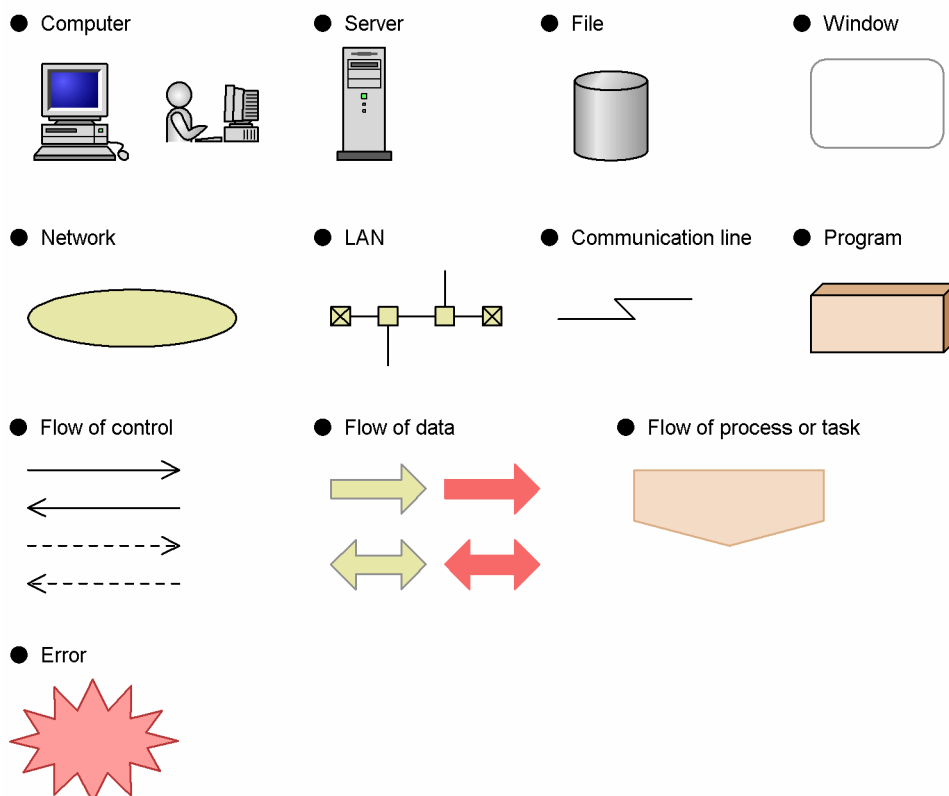 Computer
Server
File
Window
Network
LAN
Communication line
Program
Flow of control
Flow of data
Flow of process or task
Error